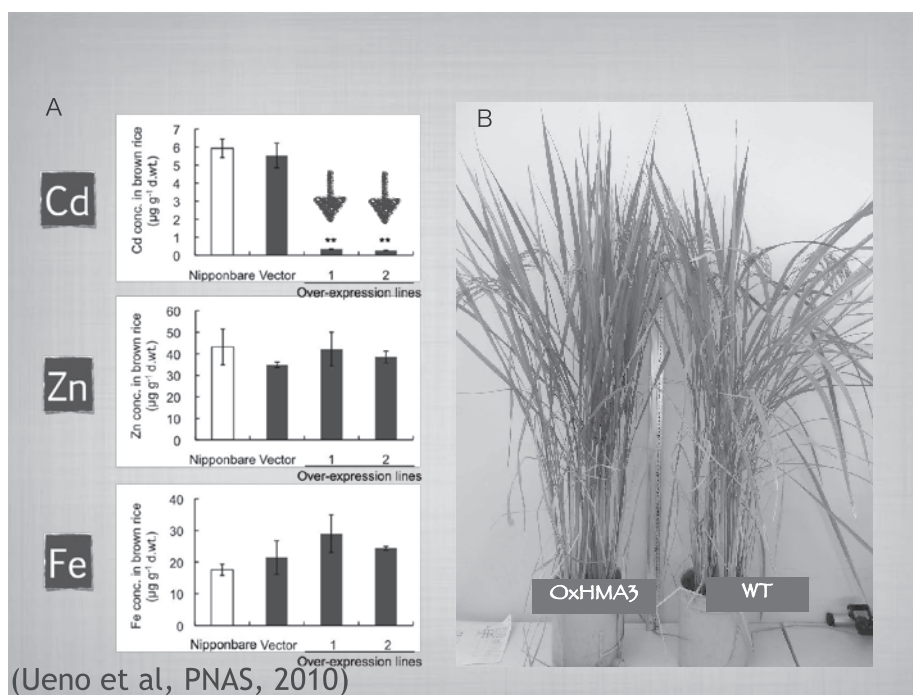 A
Cd
Cd conc. in brown rice
(µg g⁻¹ d.wt.)
7
6
5
4
3
2
1
0
** **
Nipponbare Vector 1 2
Over-expression lines
Zn
Zn conc. in brown rice
(µg g⁻¹ d.wt.)
60
50
40
30
20
10
0
Nipponbare Vector 1 2
Over-expression lines
Fe
Fe conc. in brown rice
(µg g⁻¹ d.wt.)
40
30
20
10
0
Nipponbare Vector 1 2
Over-expression lines
(Ueno et al, PNAS, 2010)
B
OxHMA3 WT